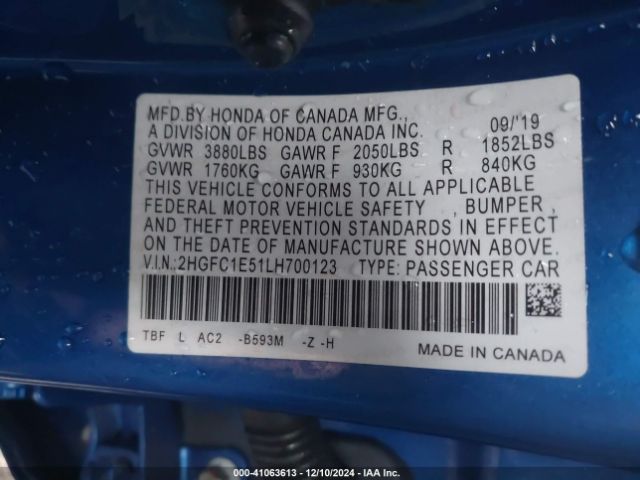 MFD.BY HONDA OF CANADA MFG.,
A DIVISION OF HONDA CANADA INC. 09/'19
GVWR 3880LBS GAWR F 2050LBS R 1852LBS
GVWR 1760KG GAWR F 930KG R 840KG
THIS VEHICLE CONFORMS TO ALL APPLICABLE
FEDERAL MOTOR VEHICLE SAFETY , BUMPER ,
AND THEFT PREVENTION STANDARDS IN EFFECT
ON THE DATE OF MANUFACTURE SHOWN ABOVE.
V.I.N.:2HGFC1E51LH700123 TYPE: PASSENGER CAR
TBF L AC2 -B593M -Z -H
MADE IN CANADA
000-41063613 - 12/10/2024 - IAA Inc.